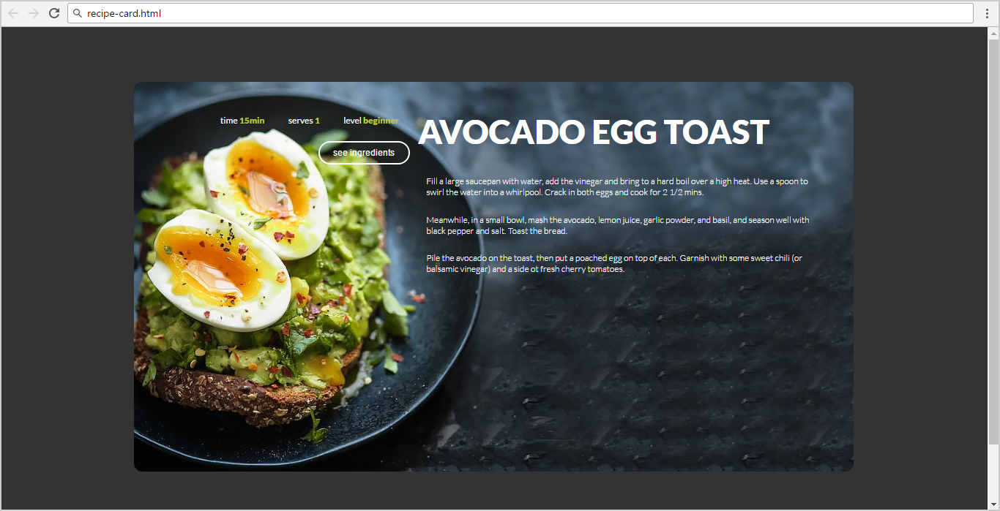 recipe-card.html
time 15min serves 1 level beginner
see ingredients
AVOCADO EGG TOAST
Fill a large saucepan with water, add the vinegar and bring to a hard boil over a high heat. Use a spoon to
swirl the water into a whirlpool. Crack in both eggs and cook for 2 1/2 mins.
Meanwhile, in a small bowl, mash the avocado, lemon juice, garlic powder, and basil, and season well with
black pepper and salt. Toast the bread.
Pile the avocado on the toast, then put a poached egg on top of each. Garnish with some sweet chili (or
balsamic vinegar) and a side ot fresh cherry tomatoes.